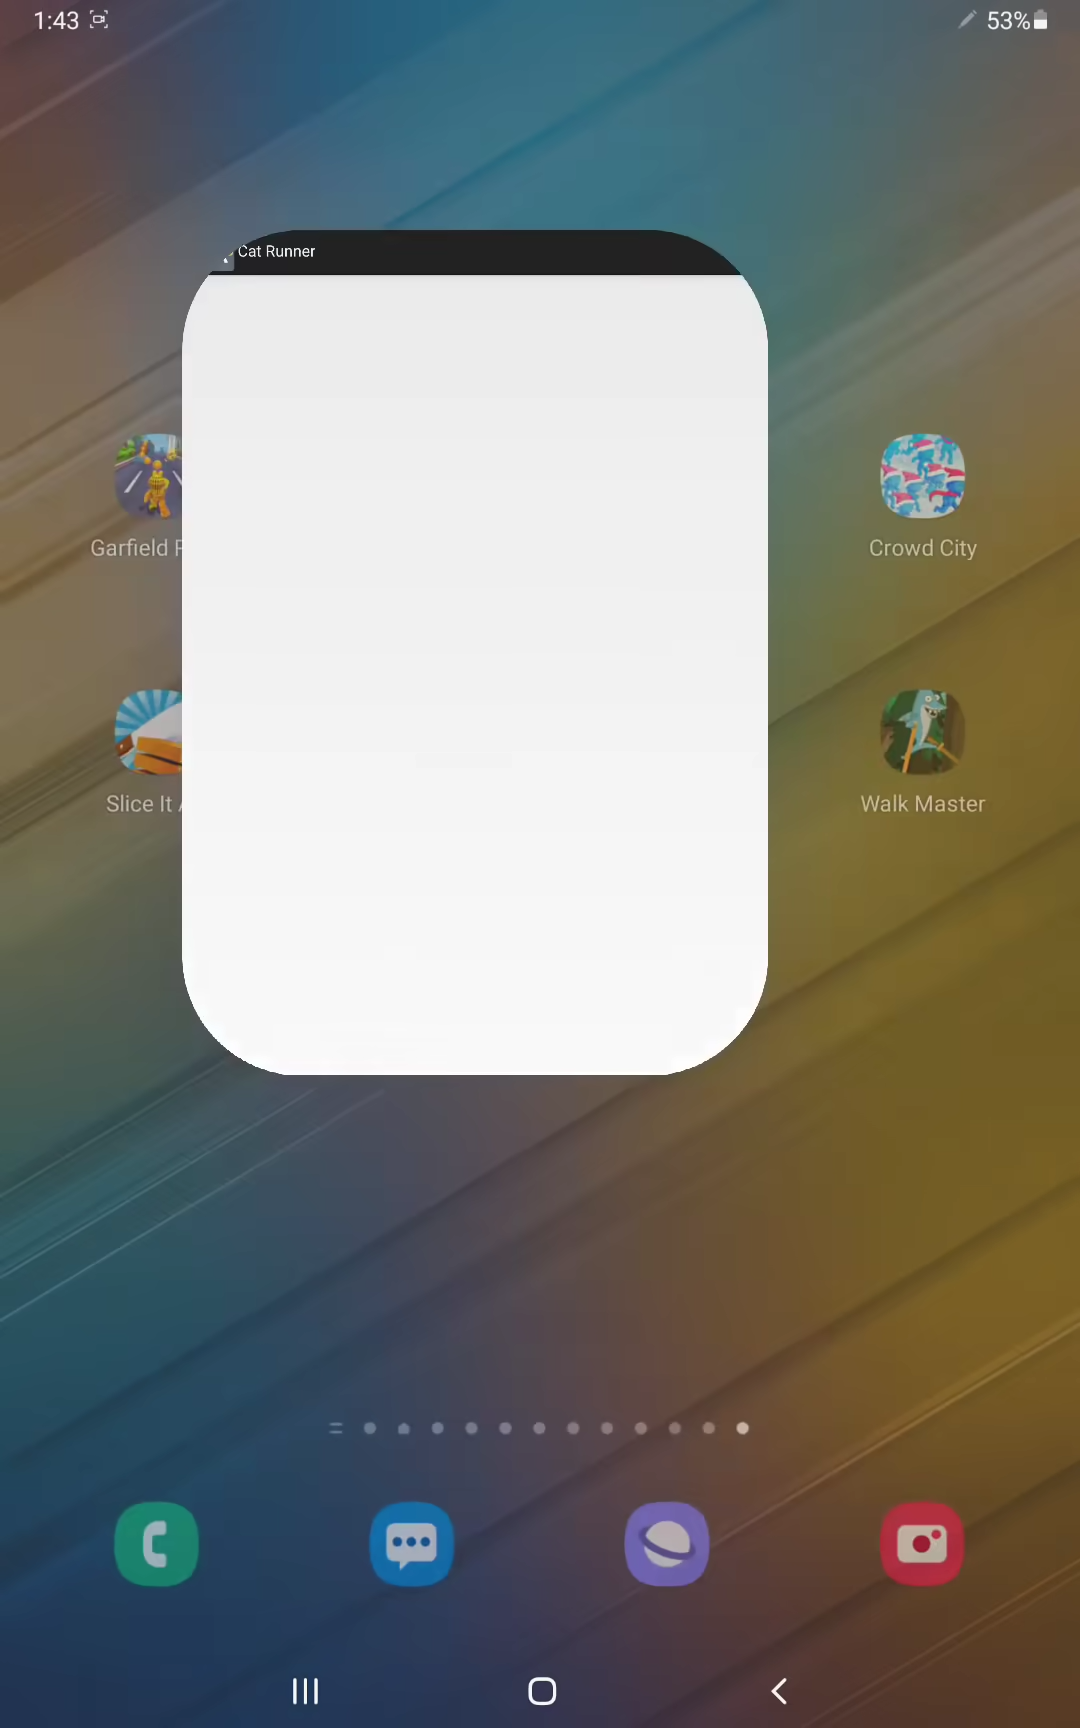 1:43
53%
Cat Runner
Garfield
Crowd City
Slice It
Walk Master